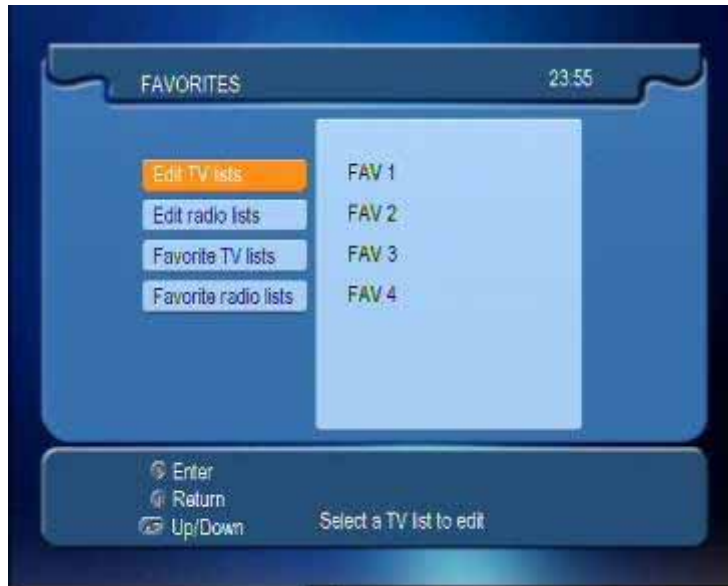 FAVORITES 23:55
Edit TV lists
Edit radio lists
Favorite TV lists
Favorite radio lists
FAV 1
FAV 2
FAV 3
FAV 4
Enter
Return
Up/Down
Select a TV list to edit